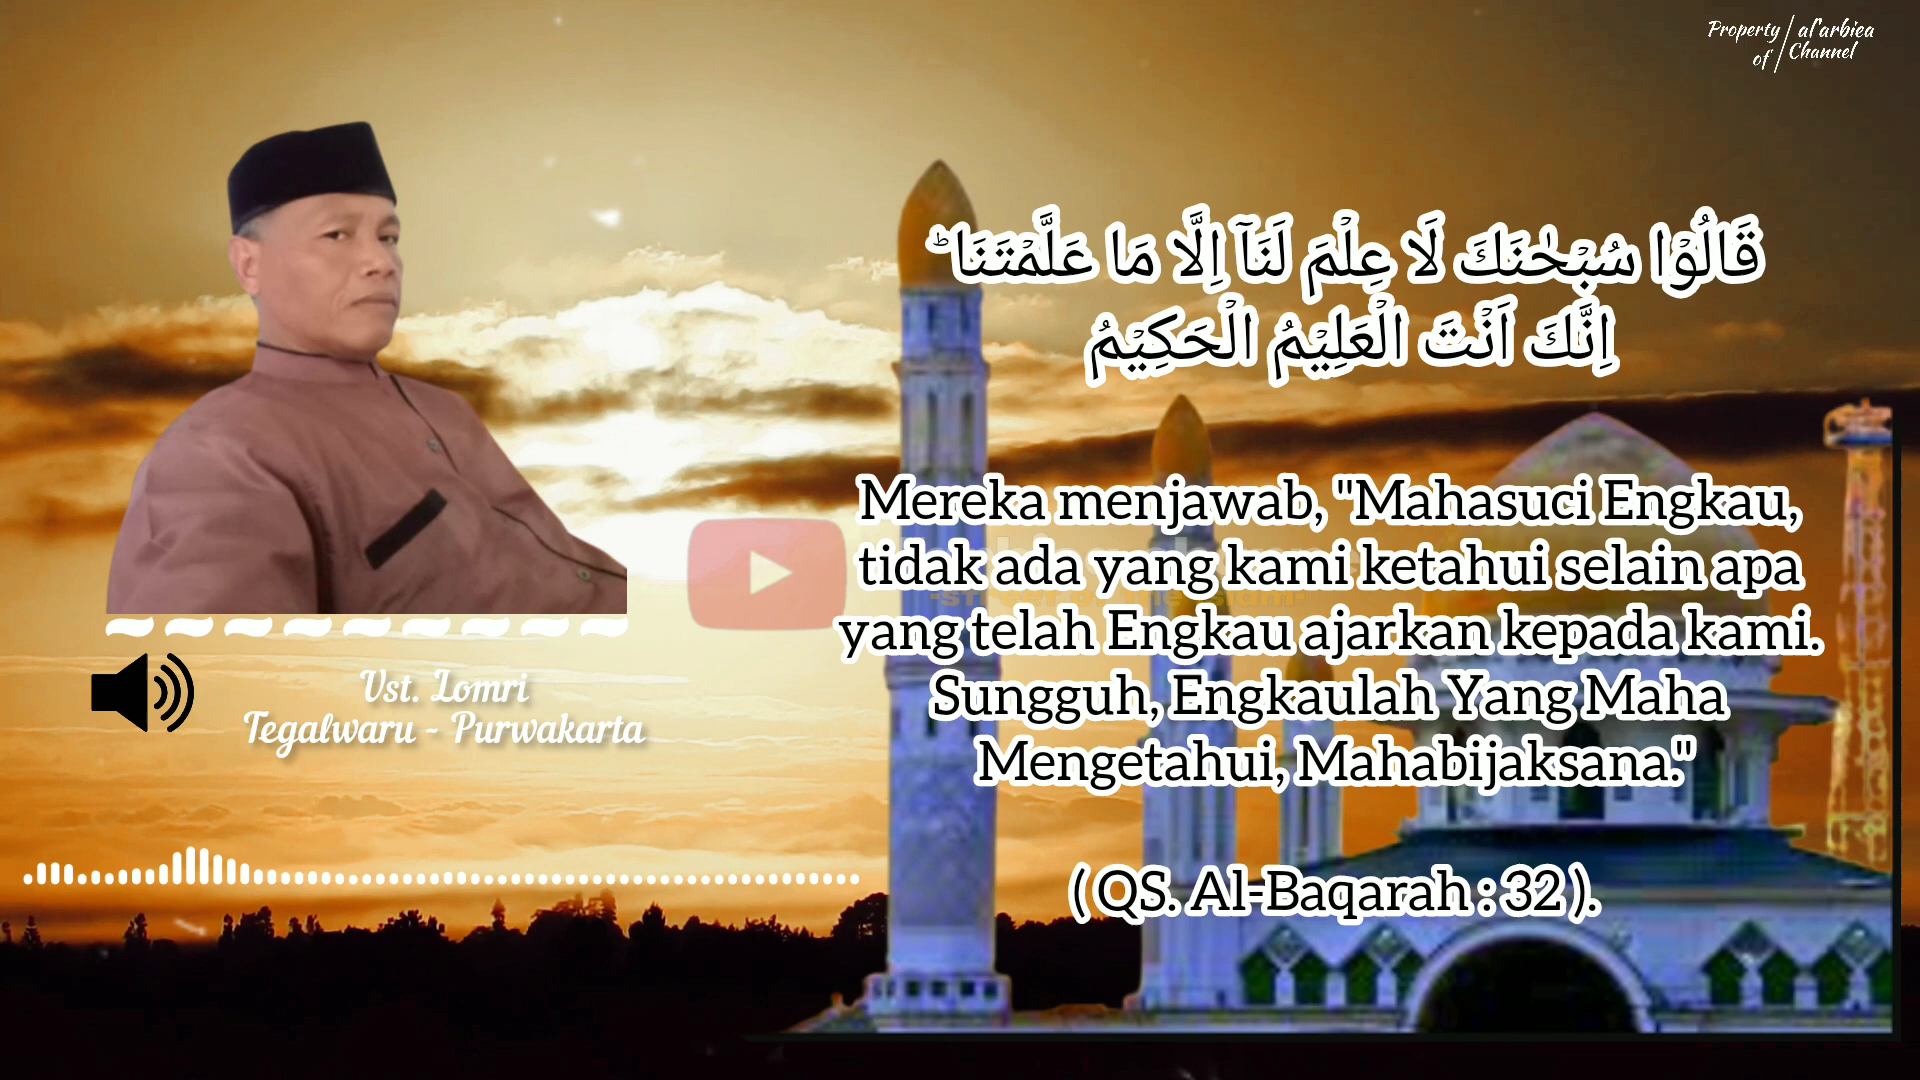 Property of
al'arbiea Channel
قَالُوْا سُبْحٰنَكَ لَا عِلْمَ لَنَآ اِلَّا مَا عَلَّمْتَنَا ۗ
اِنَّكَ اَنْتَ الْعَلِيْمُ الْحَكِيْمُ
Mereka menjawab, "Mahasuci Engkau,
tidak ada yang kami ketahui selain apa
yang telah Engkau ajarkan kepada kami.
Sungguh, Engkaulah Yang Maha
Mengetahui, Mahabijaksana."
( QS. Al-Baqarah : 32 ).
Ust. Lomri
Tegalwaru - Purwakarta